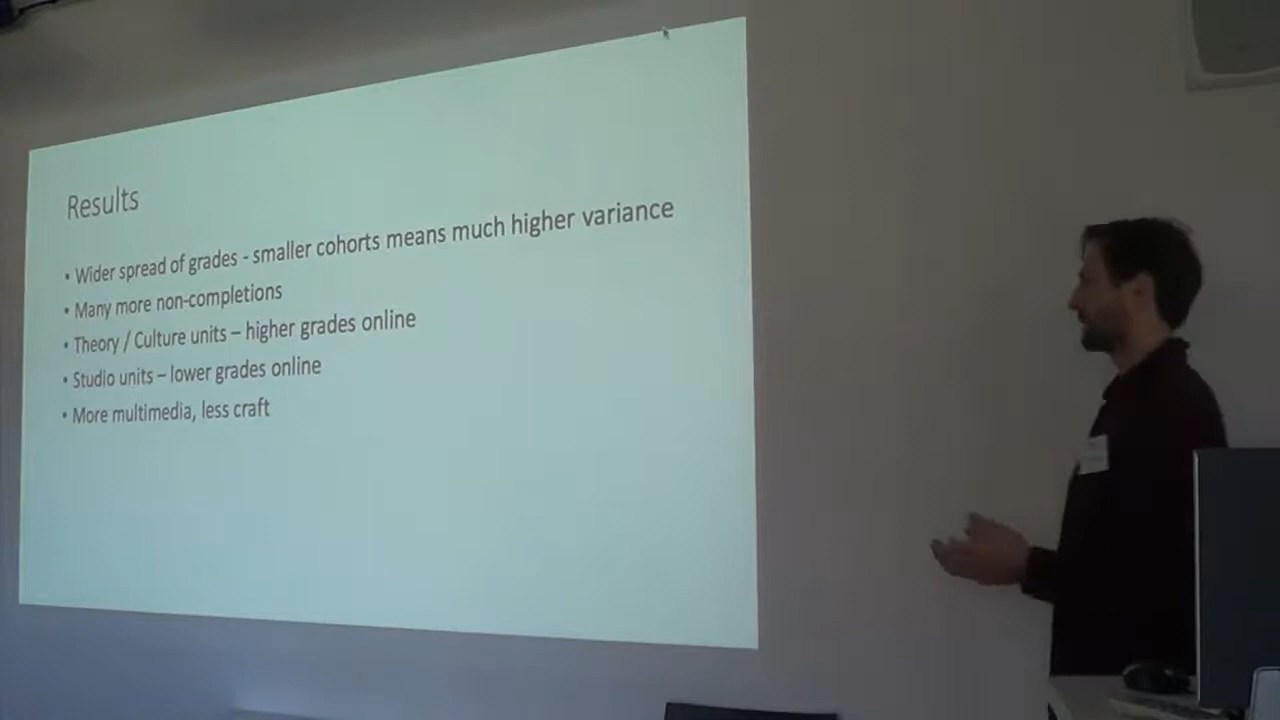 Results
• Wider spread of grades - smaller cohorts means much higher variance
• Many more non-completions
• Theory / Culture units – higher grades online
• Studio units – lower grades online
• More multimedia, less craft